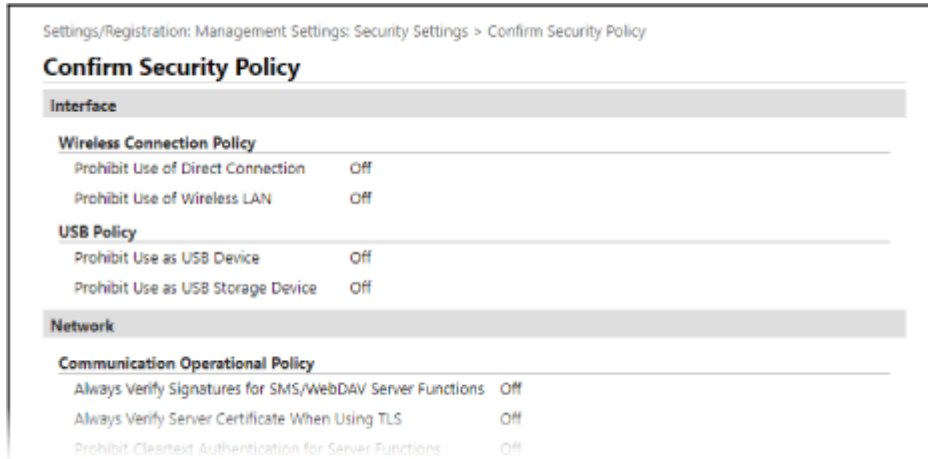 Settings/Registration: Management Settings: Security Settings > Confirm Security Policy
Confirm Security Policy
Interface
Wireless Connection Policy
Prohibit Use of Direct Connection Off
Prohibit Use of Wireless LAN Off
USB Policy
Prohibit Use as USB Device Off
Prohibit Use as USB Storage Device Off
Network
Communication Operational Policy
Always Verify Signatures for SMS/WebDAV Server Functions Off
Always Verify Server Certificate When Using TLS Off
Prohibit Cleartext Authentication for Server Functions Off